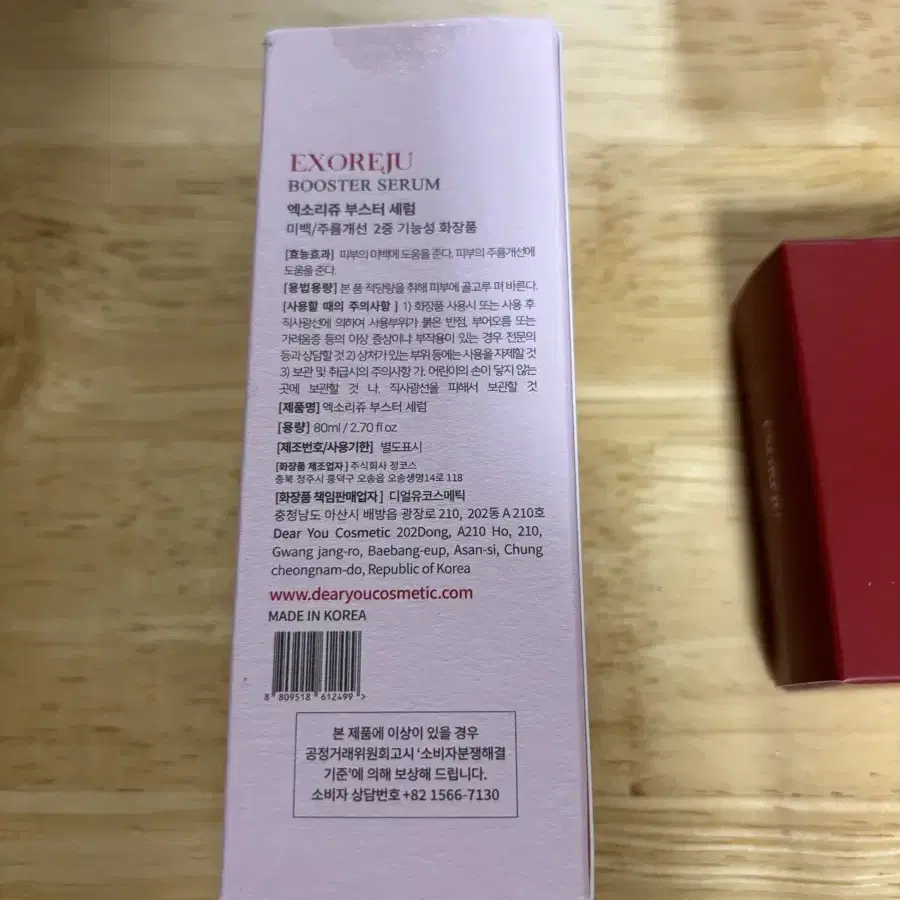 EXOREJU
BOOSTER SERUM
엑소리쥬 부스터 세럼
미백/주름개선 2중 기능성 화장품
[효능효과] 피부의 미백에 도움을 준다. 피부의 주름개선에
도움을 준다.
[용법용량] 본 품 적당량을 취해 피부에 골고루 펴 바른다.
[사용할 때의 주의사항] 1) 화장품 사용시 또는 사용 후
직사광선에 의하여 사용부위가 붉은 반점, 부어오름 또는
가려움증 등의 이상 증상이나 부작용이 있는 경우 전문의
등과 상담할 것 2) 상처가 있는 부위 등에는 사용을 자제할 것
3) 보관 및 취급시의 주의사항 가. 어린이의 손이 닿지 않는
곳에 보관할 것 나. 직사광선을 피해서 보관할 것
[제품명] 엑소리쥬 부스터 세럼
[용량] 80ml / 2.70 fl oz
[제조번호/사용기한] 별도표시
[화장품 제조업자] 주식회사 정코스
충북 청주시 흥덕구 오송읍 오송생명14로 118
[화장품 책임판매업자] 디얼유코스메틱
충청남도 아산시 배방읍 광장로 210, 202동 A 210호
Dear You Cosmetic 202Dong, A210 Ho, 210,
Gwang jang-ro, Baebang-eup, Asan-si, Chung
cheongnam-do, Republic of Korea
www.dearyoucosmetic.com
MADE IN KOREA
8 809518 612499 >
본 제품에 이상이 있을 경우
공정거래위원회고시 '소비자분쟁해결
기준'에 의해 보상해 드립니다.
소비자 상담번호 +82 1566-7130